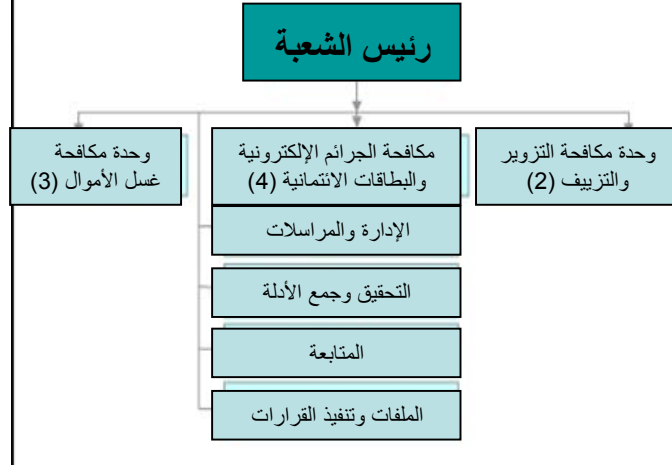 رئيس الشعبة
وحدة مكافحة التزوير
والتزييف (2)
مكافحة الجرائم الإلكترونية
والبطاقات الائتمانية (4)
وحدة مكافحة
غسل الأموال (3)
الإدارة والمراسلات
التحقيق وجمع الأدلة
المتابعة
الملفات وتنفيذ القرارات